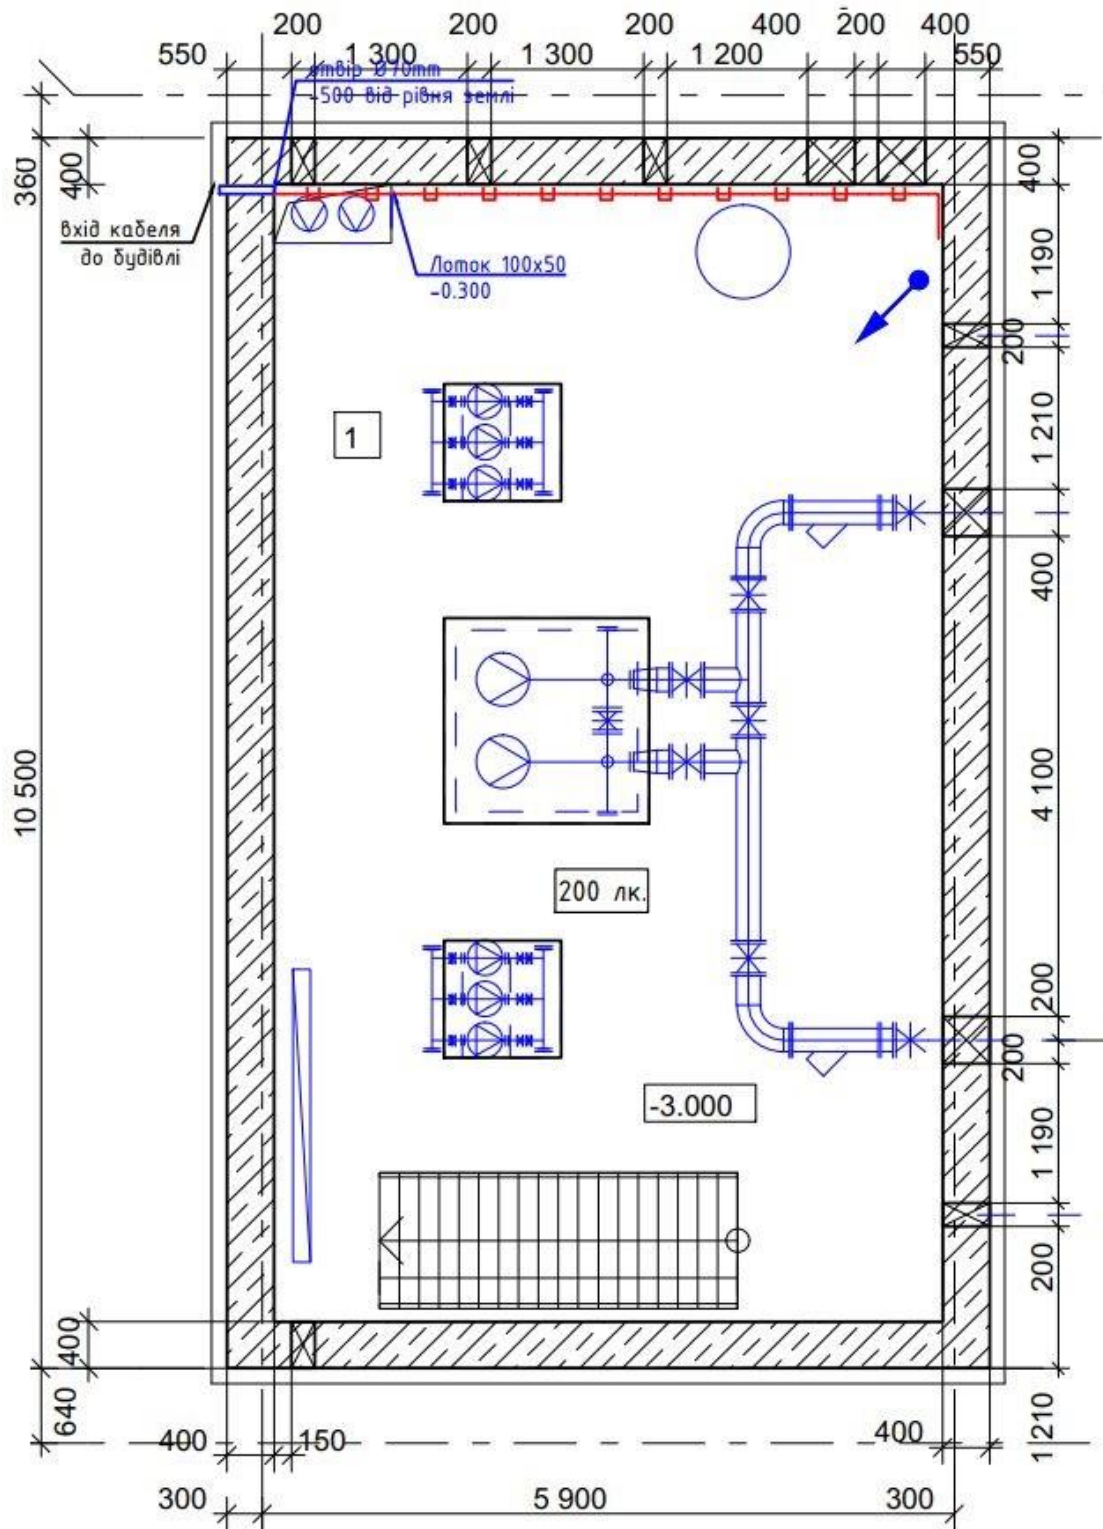 200 200 200 400 200 400
550 1 300 1 300 1 200 550
отвір Ø70mm
-500 від рівня землі
360 400 400
вхід кабеля
до будівлі
Лоток 100x50
-0.300
1 190
200
1
1 210
400
10 500
4 100
200 лк.
200
200
-3.000
1 190
200
400
640
400 150 400 1210
300 5 900 300